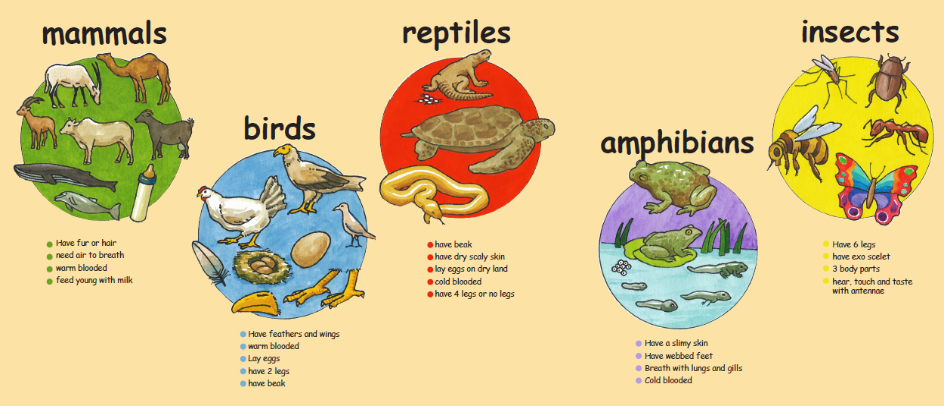 mammals
Have fur or hair
need air to breath
warm blooded
feed young with milk
birds
Have feathers and wings
warm blooded
Lay eggs
have 2 legs
have beak
reptiles
have beak
have dry scaly skin
lay eggs on dry land
cold blooded
have 4 legs or no legs
amphibians
Have a slimy skin
Have webbed feet
Breath with lungs and gills
Cold blooded
insects
Have 6 legs
have exo scelet
3 body parts
hear, touch and taste
with antennae